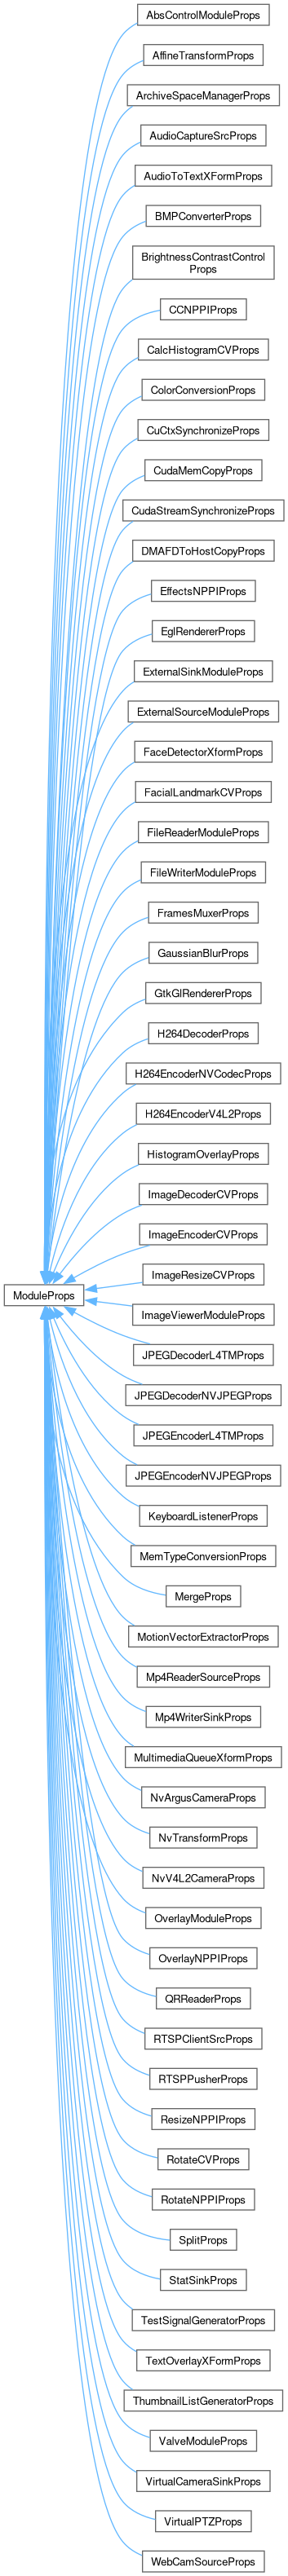 AbsControlModuleProps
AffineTransformProps
ArchiveSpaceManagerProps
AudioCaptureSrcProps
AudioToTextXFormProps
BMPConverterProps
BrightnessContrastControl
Props
CCNPPIProps
CalcHistogramCVProps
ColorConversionProps
CuCtxSynchronizeProps
CudaMemCopyProps
CudaStreamSynchronizeProps
DMAFDToHostCopyProps
EffectsNPPIProps
EglRendererProps
ExternalSinkModuleProps
ExternalSourceModuleProps
FaceDetectorXformProps
FacialLandmarkCVProps
FileReaderModuleProps
FileWriterModuleProps
FramesMuxerProps
GaussianBlurProps
GtkGlRendererProps
H264DecoderProps
H264EncoderNVCodecProps
H264EncoderV4L2Props
HistogramOverlayProps
ImageDecoderCVProps
ImageEncoderCVProps
ImageResizeCVProps
ModuleProps
ImageViewerModuleProps
JPEGDecoderL4TMProps
JPEGDecoderNVJPEGProps
JPEGEncoderL4TMProps
JPEGEncoderNVJPEGProps
KeyboardListenerProps
MemTypeConversionProps
MergeProps
MotionVectorExtractorProps
Mp4ReaderSourceProps
Mp4WriterSinkProps
MultimediaQueueXformProps
NvArgusCameraProps
NvTransformProps
NvV4L2CameraProps
OverlayModuleProps
OverlayNPPIProps
QRReaderProps
RTSPClientSrcProps
RTSPPusherProps
ResizeNPPIProps
RotateCVProps
RotateNPPIProps
SplitProps
StatSinkProps
TestSignalGeneratorProps
TextOverlayXFormProps
ThumbnailListGeneratorProps
ValveModuleProps
VirtualCameraSinkProps
VirtualPTZProps
WebCamSourceProps